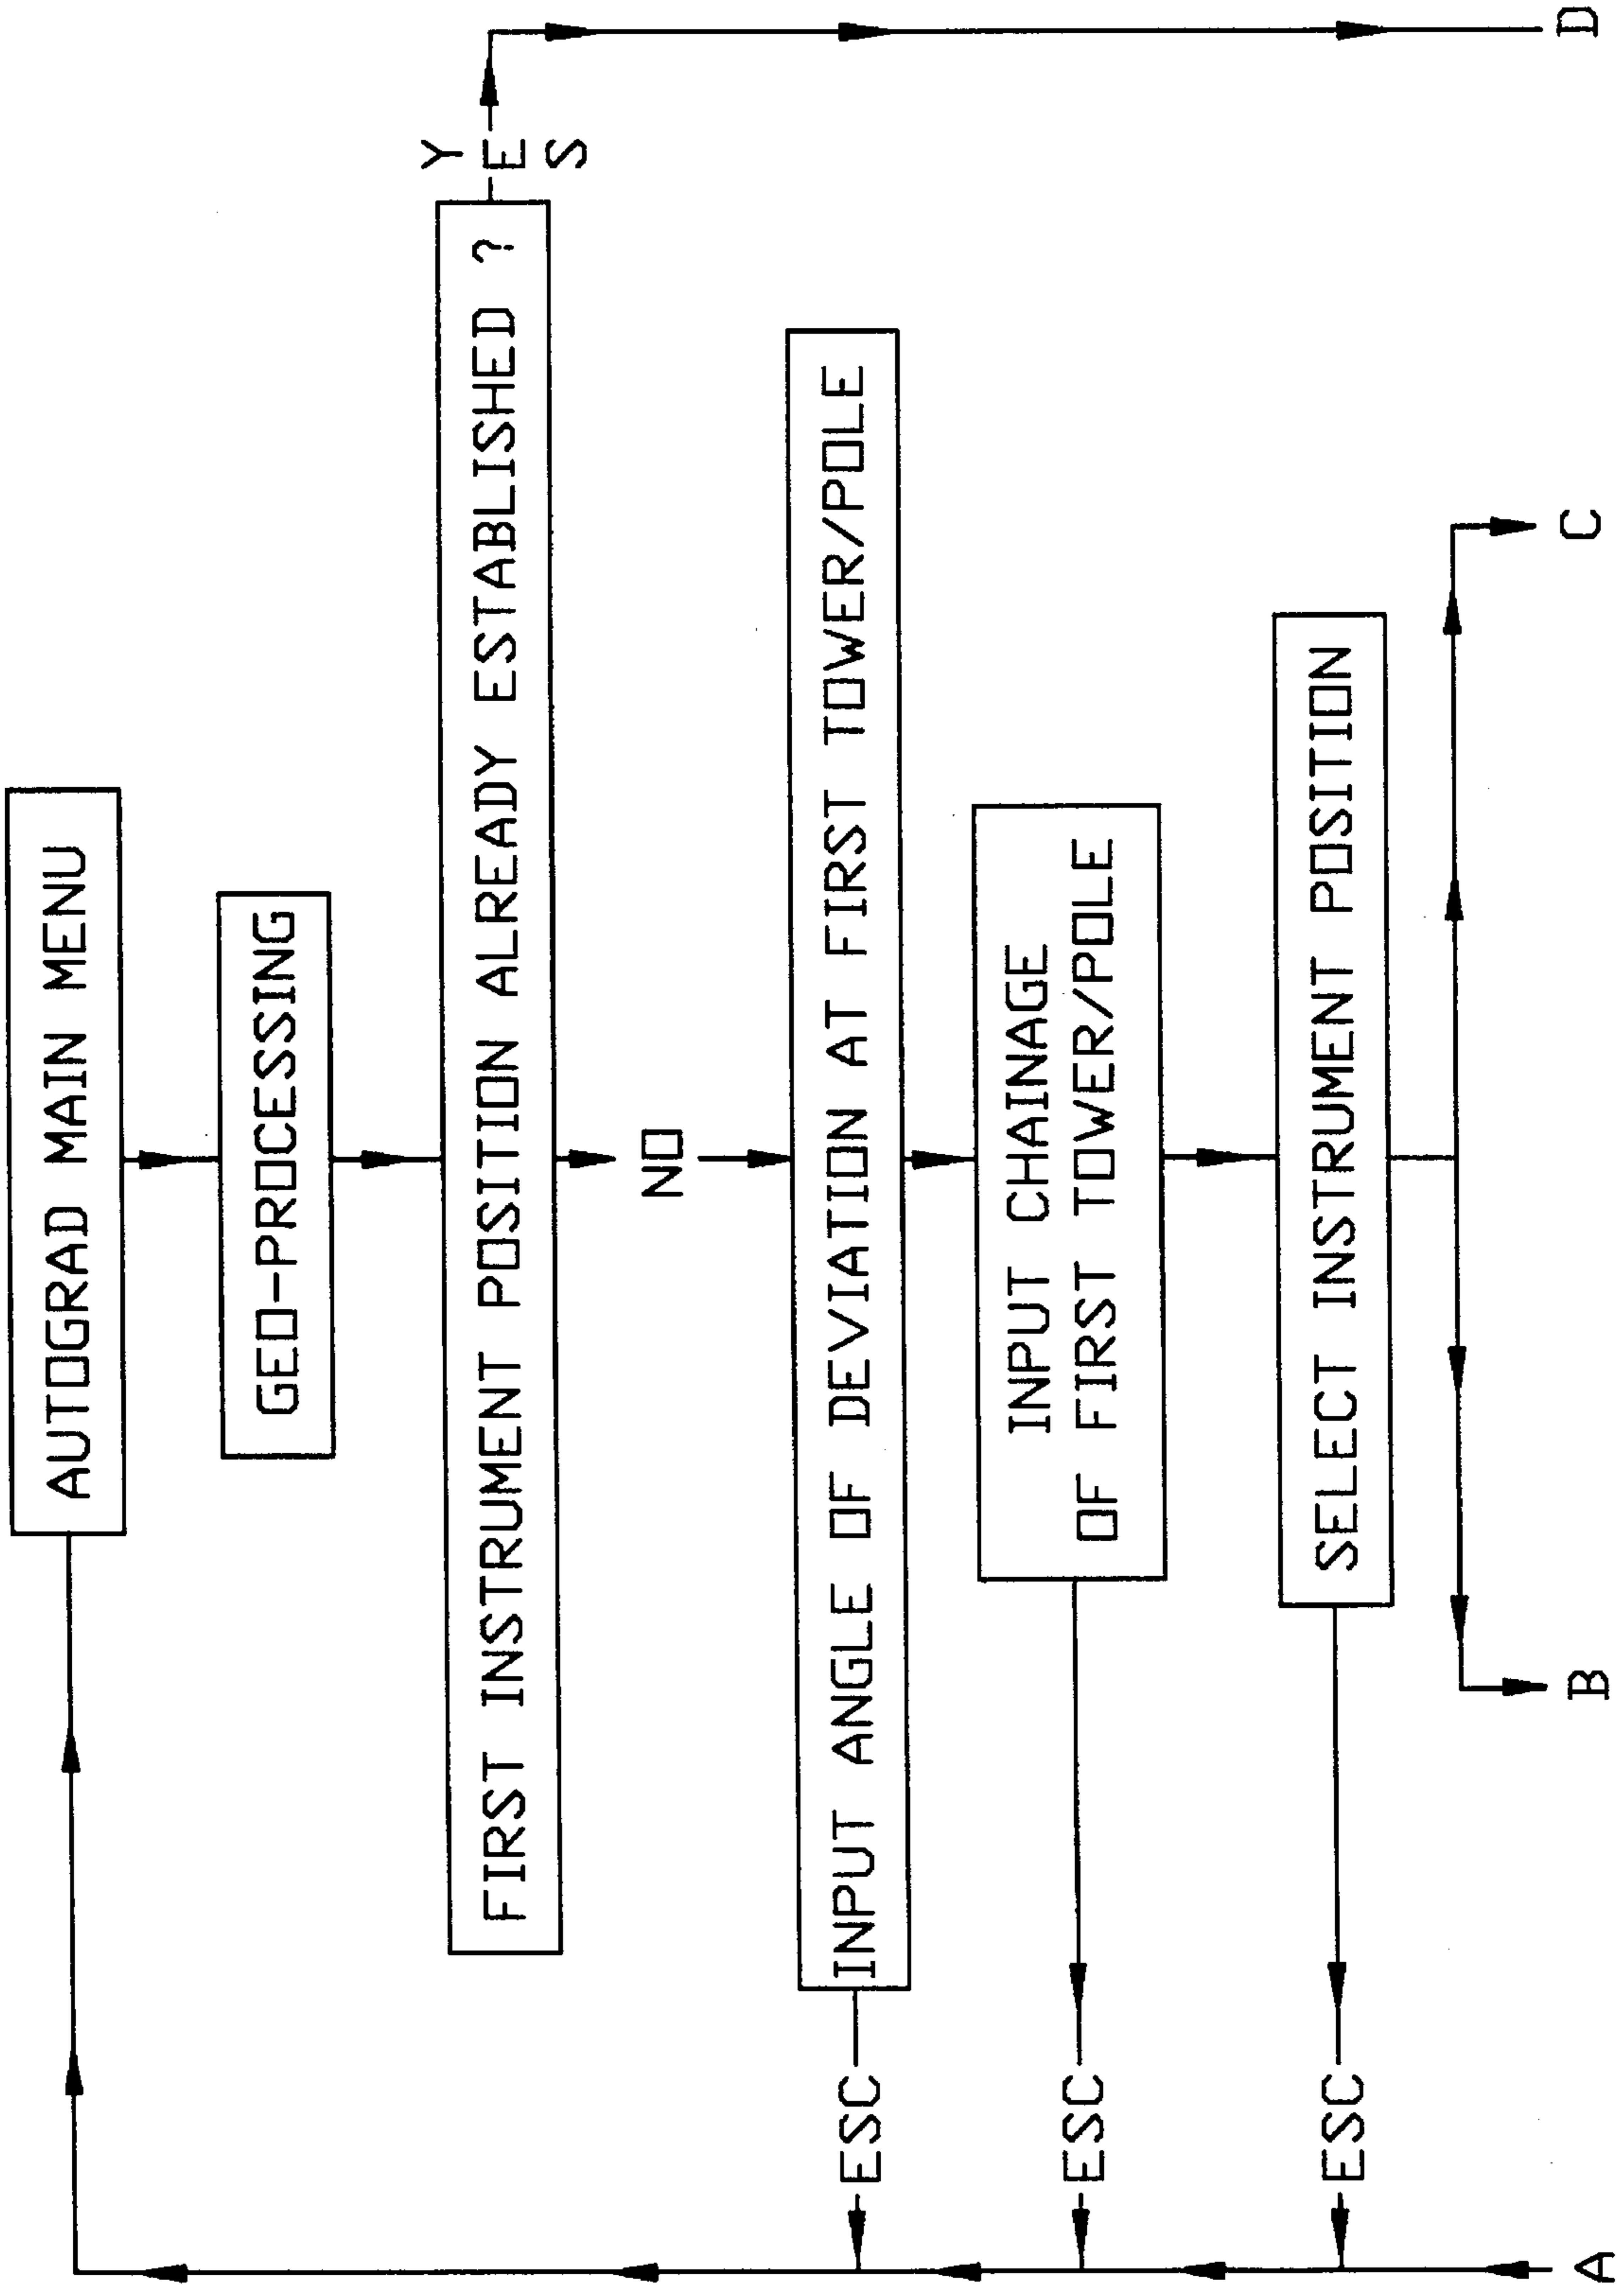 AUTOGRAD MAIN MENU
GEO-PROCESSING
FIRST INSTRUMENT POSITION ALREADY ESTABLISHED ?
YES
NO
INPUT ANGLE OF DEVIATION AT FIRST TOWER/POLE
ESC
INPUT CHAINAGE
OF FIRST TOWER/POLE
ESC
SELECT INSTRUMENT POSITION
ESC
A
B
C
D